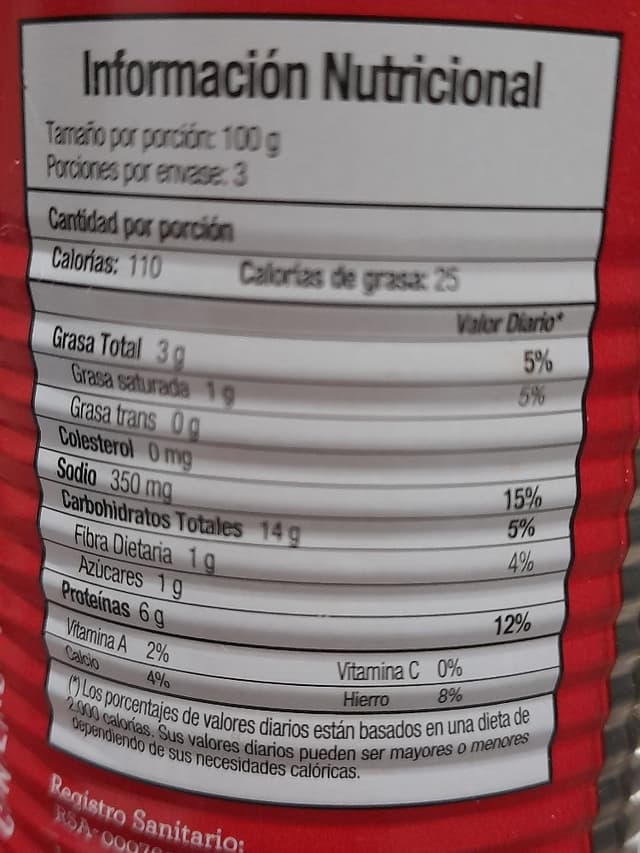 Información Nutricional
Tamaño por porción: 100 g
Porciones por envase: 3
Cantidad por porción
Calorías: 110 Calorías de grasa: 25
Valor Diario*
Grasa Total 3 g 5%
Grasa saturada 1 g 5%
Grasa trans 0 g
Colesterol 0 mg
Sodio 350 mg 15%
Carbohidratos Totales 14 g 5%
Fibra Dietaria 1 g 4%
Azúcares 1 g
Proteínas 6 g 12%
Vitamina A 2% Vitamina C 0%
Calcio 4% Hierro 8%
(*) Los porcentajes de valores diarios están basados en una dieta de
2.000 calorías. Sus valores diarios pueden ser mayores o menores
dependiendo de sus necesidades calóricas.
Registro Sanitario: